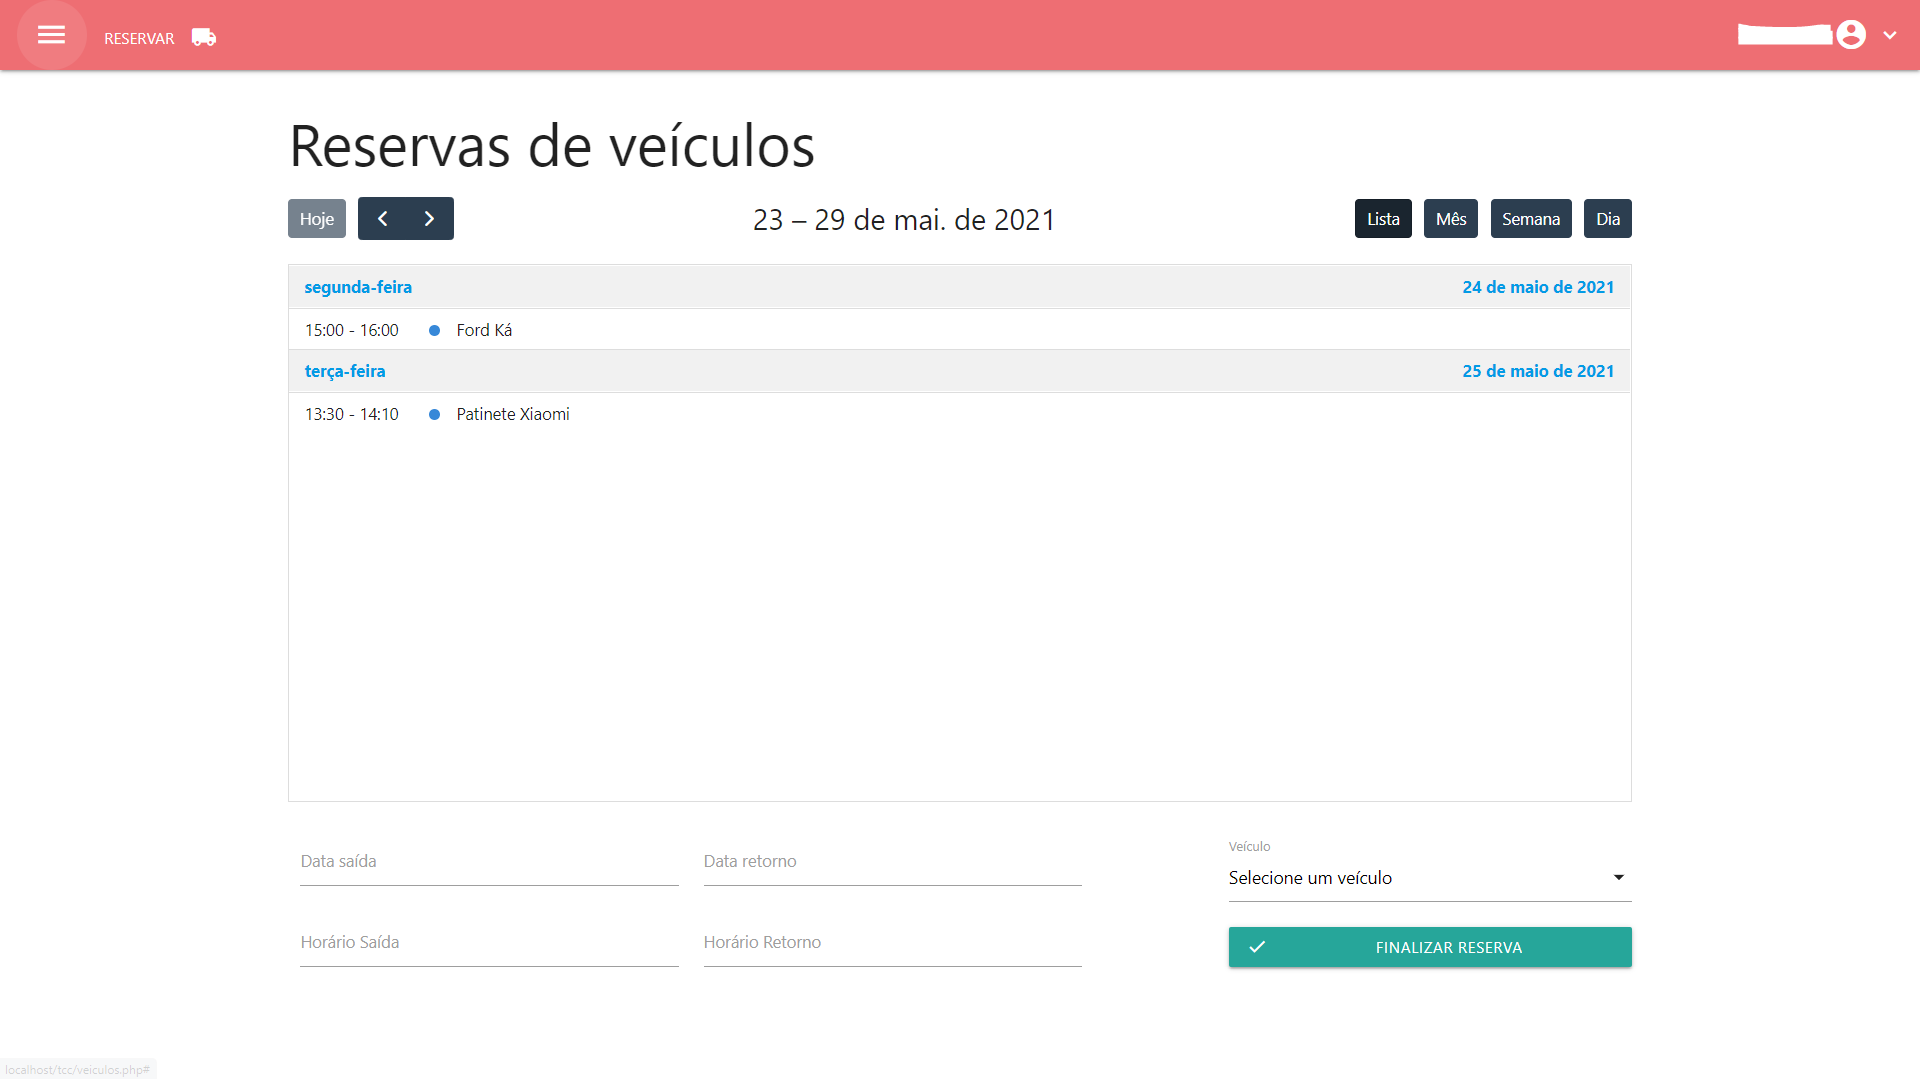 RESERVAR
Reservas de veículos
Hoje
23 – 29 de mai. de 2021
Lista
Mês
Semana
Dia
segunda-feira
24 de maio de 2021
15:00 - 16:00
Ford Ká
terça-feira
25 de maio de 2021
13:30 - 14:10
Patinete Xiaomi
Data saída
Data retorno
Veículo
Selecione um veículo
Horário Saída
Horário Retorno
FINALIZAR RESERVA
localhost/tcc/veiculos.php#